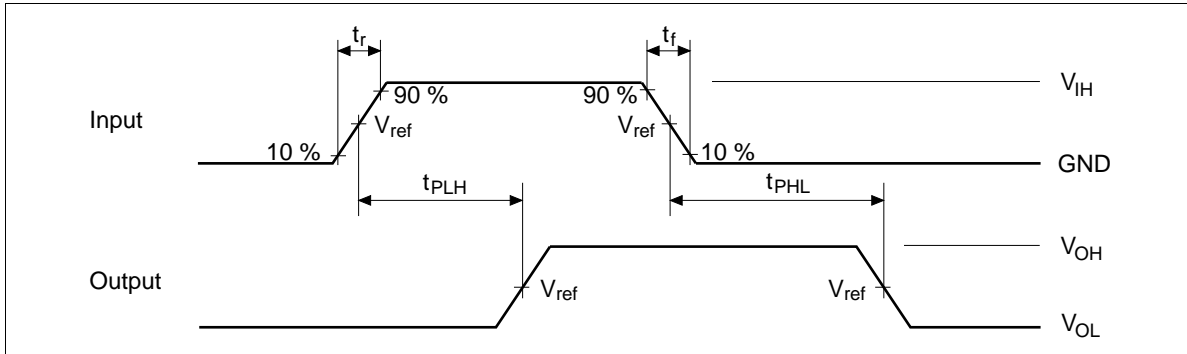 tr
tf
90 %
90 %
VIH
Input
Vref
Vref
10 %
10 %
GND
tPLH
tPHL
VOH
Output
Vref
Vref
VOL